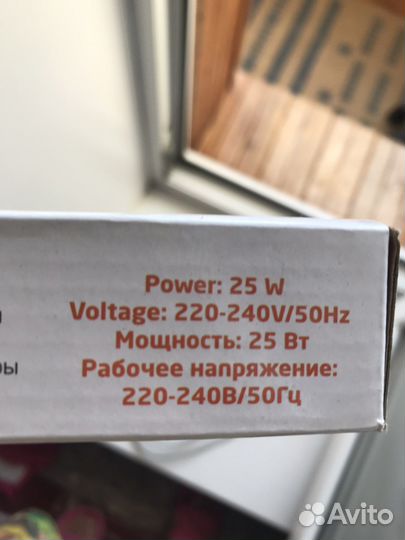 Power: 25 W
Voltage: 220-240V/50Hz
Мощность: 25 Вт
Рабочее напряжение:
220-240В/50Гц
Avito